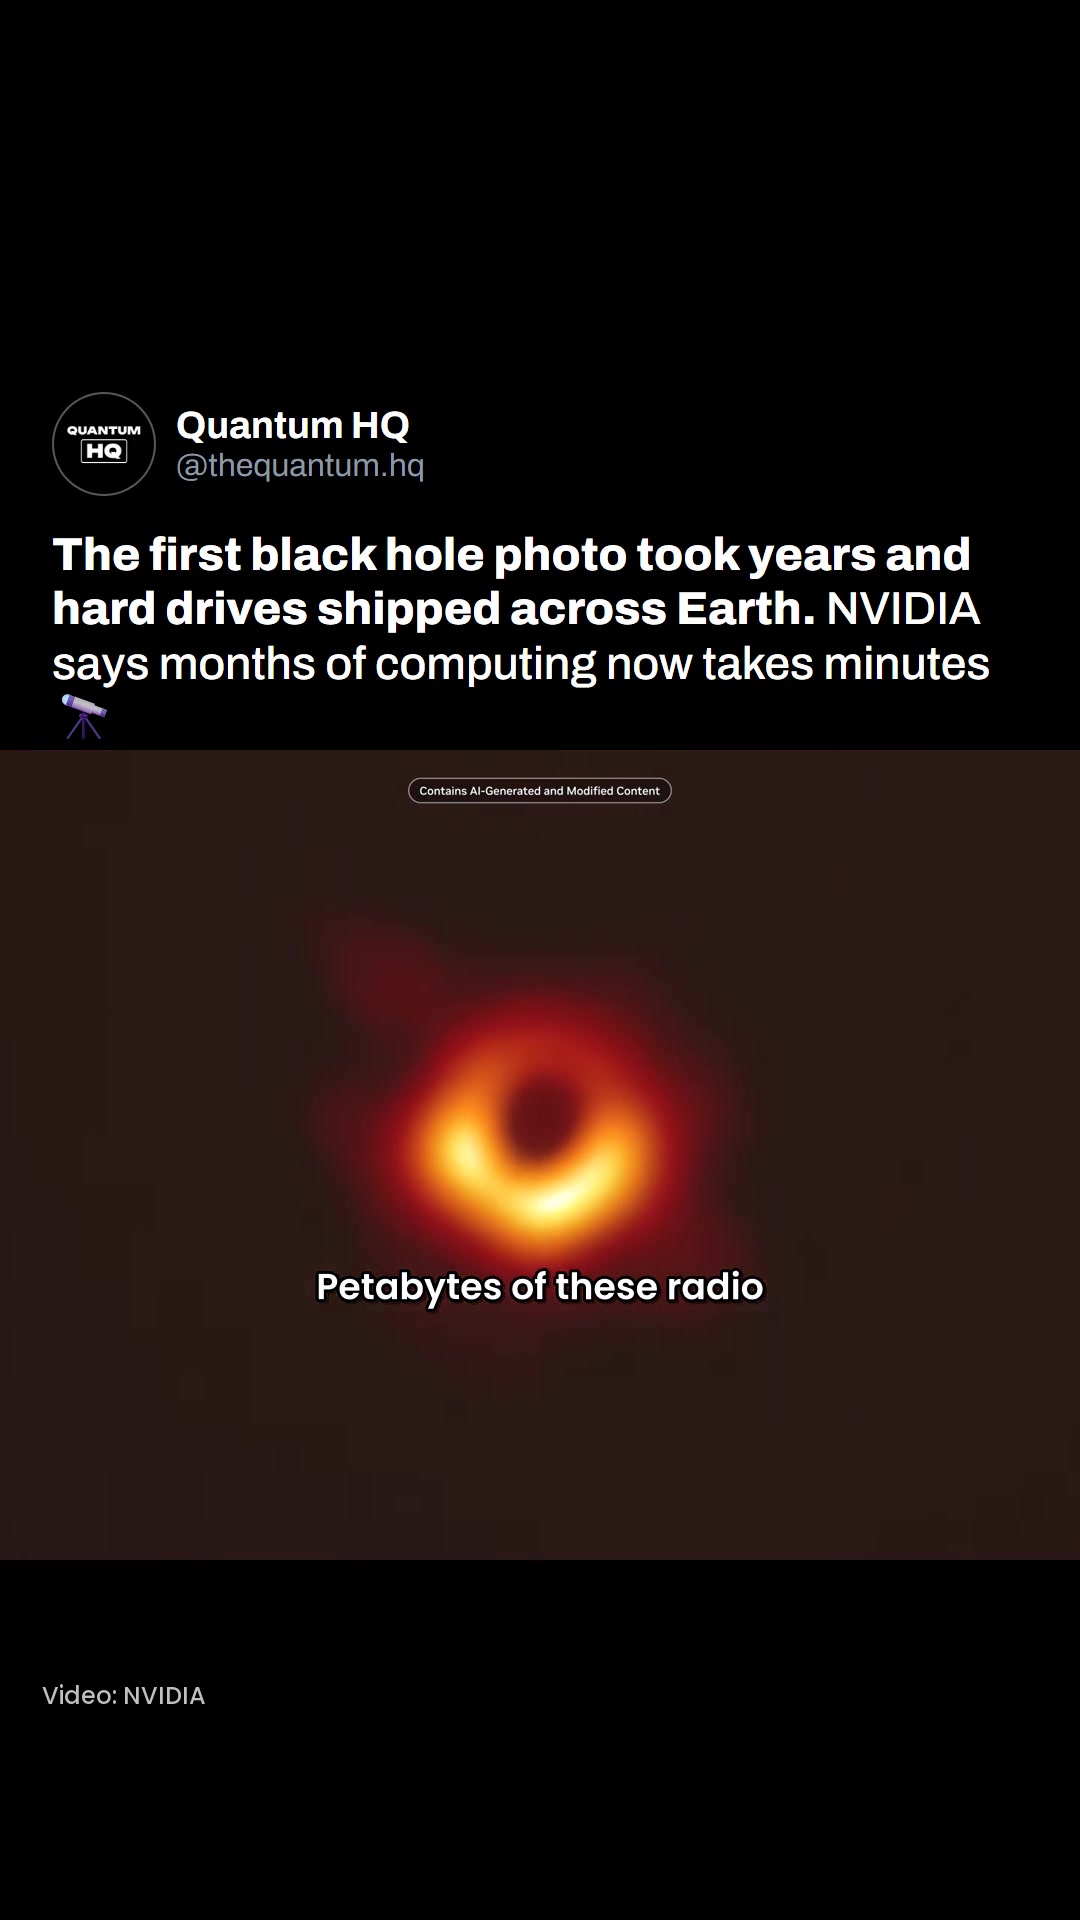 QUANTUM
HQ
Quantum HQ
@thequantum.hq
The first black hole photo took years and
hard drives shipped across Earth. NVIDIA
says months of computing now takes minutes
🔭
Contains AI-Generated and Modified Content
Petabytes of these radio
Video: NVIDIA